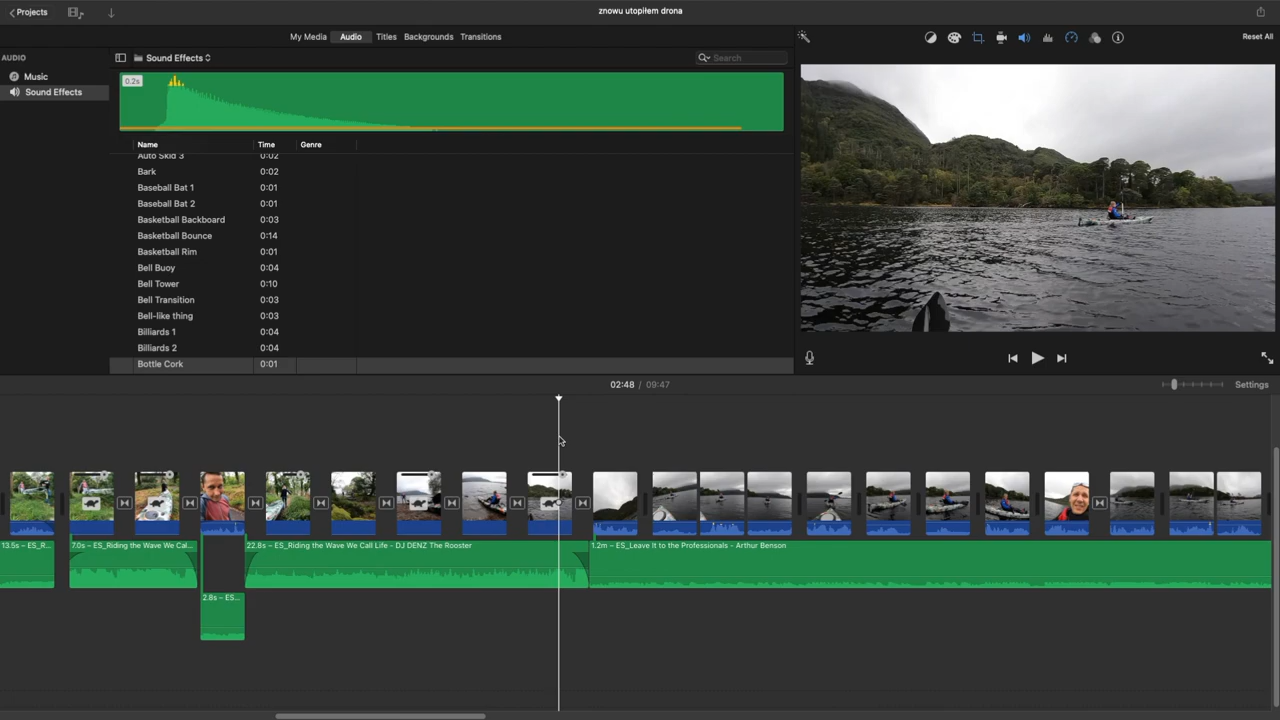 Projects
znowu utopiłem drona
My Media
Audio
Titles
Backgrounds
Transitions
Reset All
AUDIO
Music
Sound Effects
Sound Effects
Search
0.2s
Name Time Genre
Auto Skid 3 0:02
Bark 0:02
Baseball Bat 1 0:01
Baseball Bat 2 0:01
Basketball Backboard 0:03
Basketball Bounce 0:14
Basketball Rim 0:01
Bell Buoy 0:04
Bell Tower 0:10
Bell Transition 0:03
Bell-like thing 0:03
Billiards 1 0:04
Billiards 2 0:04
Bottle Cork 0:01
02:48 / 09:47
Settings
13.5s – ES_R...
7.0s – ES_Riding the Wave We Cal...
22.8s – ES_Riding the Wave We Call Life - DJ DENZ The Rooster
1.2m – ES_Leave It to the Professionals - Arthur Benson
2.8s – ES...